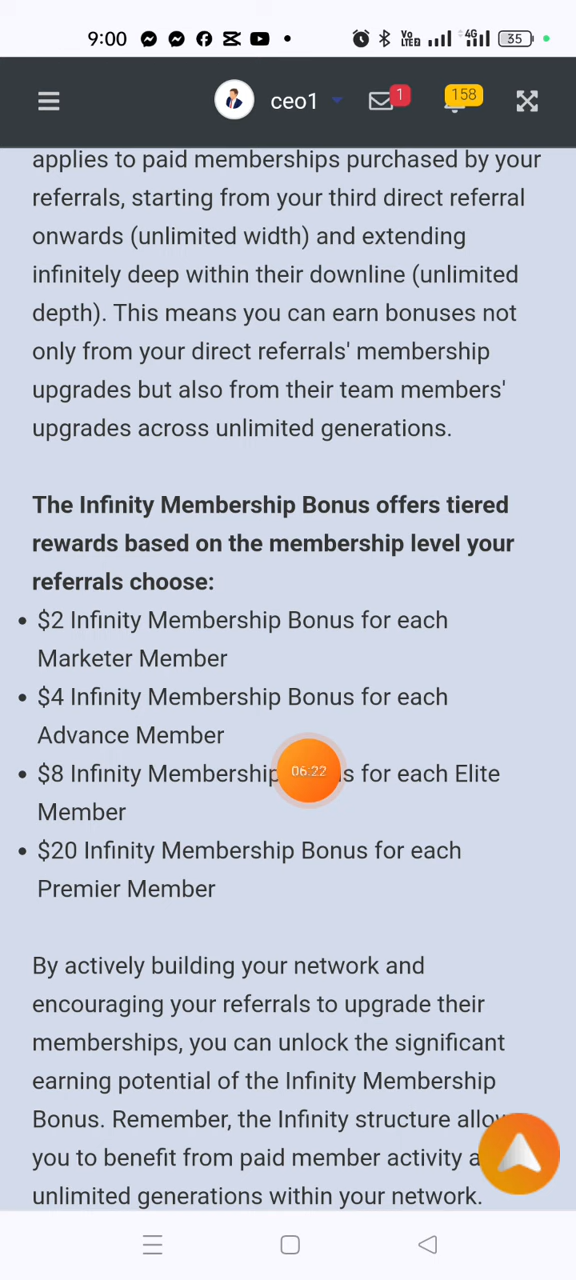 9:00 Vo LTE2 4G 35
ceo1 1 158
applies to paid memberships purchased by your
referrals, starting from your third direct referral
onwards (unlimited width) and extending
infinitely deep within their downline (unlimited
depth). This means you can earn bonuses not
only from your direct referrals' membership
upgrades but also from their team members'
upgrades across unlimited generations.
The Infinity Membership Bonus offers tiered
rewards based on the membership level your
referrals choose:
• $2 Infinity Membership Bonus for each
Marketer Member
• $4 Infinity Membership Bonus for each
Advance Member
• $8 Infinity Membership 06:22 s for each Elite
Member
• $20 Infinity Membership Bonus for each
Premier Member
By actively building your network and
encouraging your referrals to upgrade their
memberships, you can unlock the significant
earning potential of the Infinity Membership
Bonus. Remember, the Infinity structure
you to benefit from paid member activity
unlimited generations within your network.